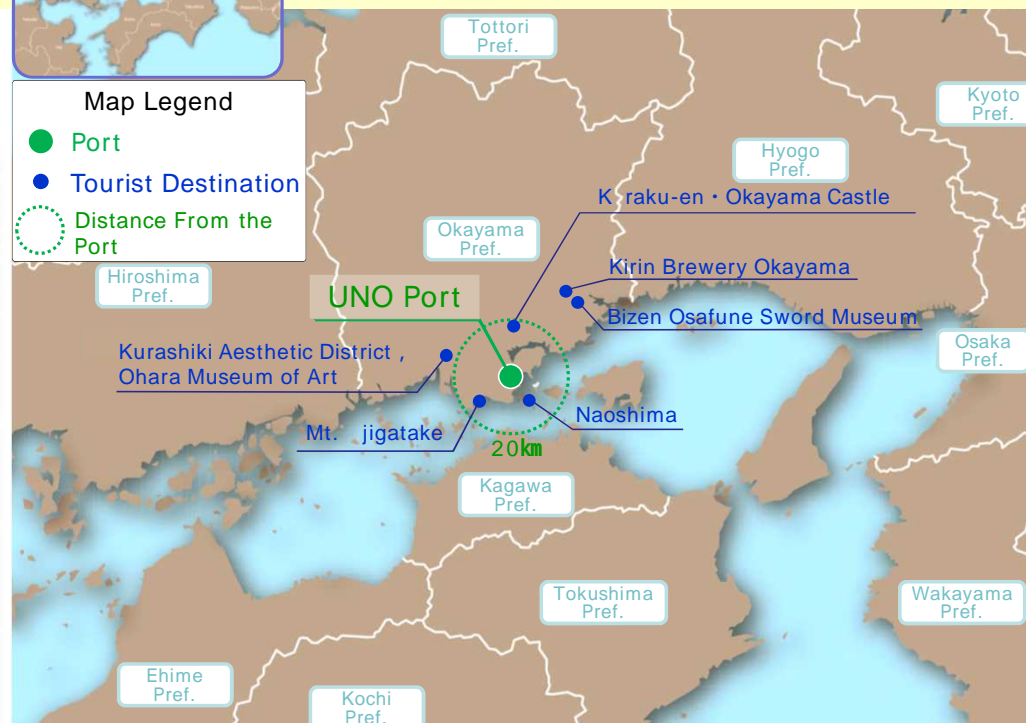 Tottori
Pref.
Map Legend
Port
Tourist Destination
Distance From the
Port
Kyoto
Pref.
Hyogo
Pref.
K raku-en・Okayama Castle
Okayama
Pref.
Hiroshima
Pref.
Kirin Brewery Okayama
UNO Port
Bizen Osafune Sword Museum
Osaka
Pref.
Kurashiki Aesthetic District ,
Ohara Museum of Art
Naoshima
Mt. jigatake
20km
Kagawa
Pref.
Tokushima
Pref.
Wakayama
Pref.
Ehime
Pref.
Kochi
Pref.